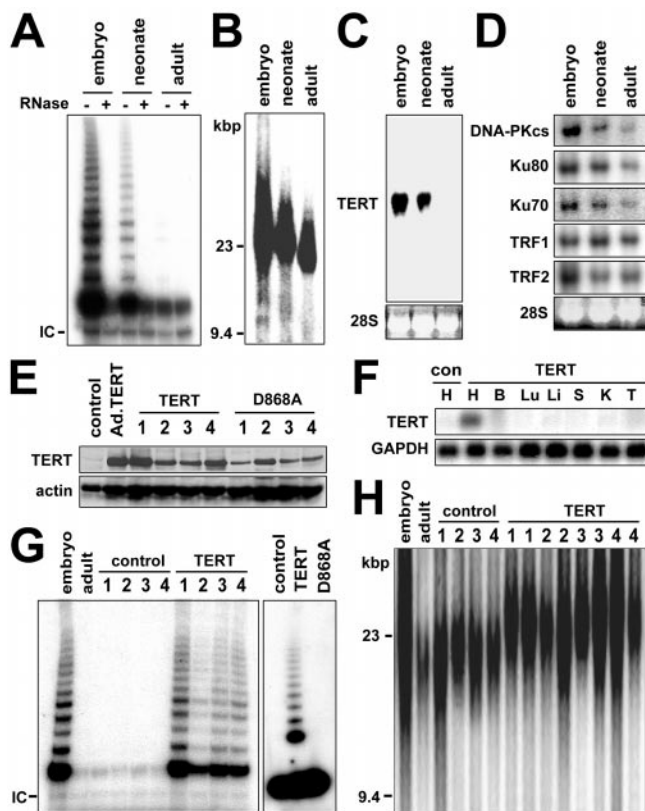 A
embryo
neonate
adult
RNase - + - + - +
IC
B
embryo
neonate
adult
kbp
23
9.4
C
embryo
neonate
adult
TERT
28S
D
embryo
neonate
adult
DNA-PKcs
Ku80
Ku70
TRF1
TRF2
28S
E
control
Ad.TERT
TERT
D868A
1 2 3 4 1 2 3 4
TERT
actin
F
con TERT
H H B Lu Li S K T
TERT
GAPDH
G
embryo
adult
control
TERT
1 2 3 4 1 2 3 4
control
TERT
D868A
IC
H
embryo
adult
control
TERT
1 2 3 4 1 1 2 2 3 3 4 4
kbp
23
9.4